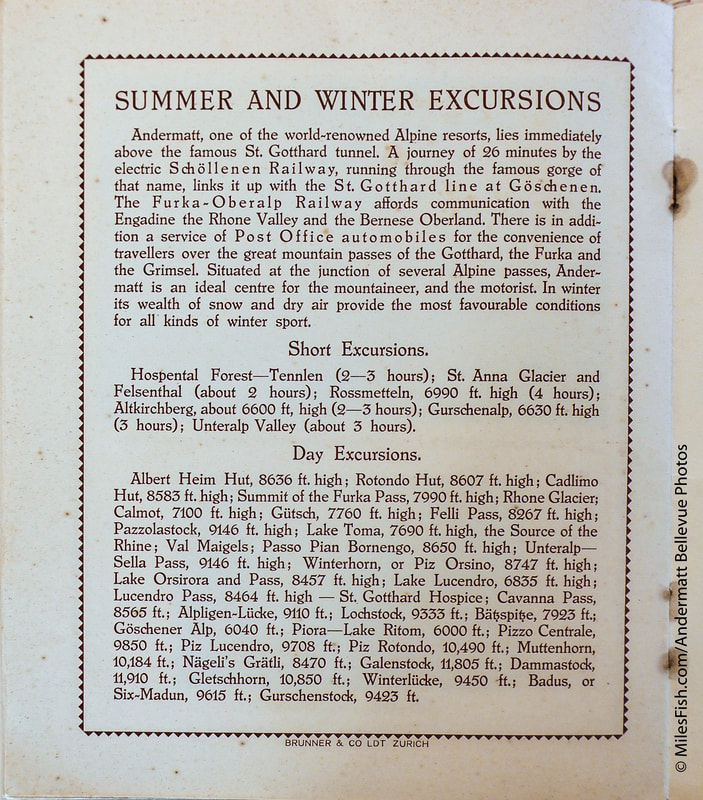 SUMMER AND WINTER EXCURSIONS
Andermatt, one of the world-renowned Alpine resorts, lies immediately
above the famous St. Gotthard tunnel. A journey of 26 minutes by the
electric Schöllenen Railway, running through the famous gorge of
that name, links it up with the St. Gotthard line at Göschenen.
The Furka-Oberalp Railway affords communication with the
Engadine the Rhone Valley and the Bernese Oberland. There is in addi-
tion a service of Post Office automobiles for the convenience of
travellers over the great mountain passes of the Gotthard, the Furka and
the Grimsel. Situated at the junction of several Alpine passes, Ander-
matt is an ideal centre for the mountaineer, and the motorist. In winter
its wealth of snow and dry air provide the most favourable conditions
for all kinds of winter sport.
Short Excursions.
Hospental Forest—Tennlen (2—3 hours); St. Anna Glacier and
Felsenthal (about 2 hours); Rossmetteln, 6990 ft. high (4 hours);
Altkirchberg, about 6600 ft, high (2—3 hours); Gurschenalp, 6630 ft. high
(3 hours); Unteralp Valley (about 3 hours).
Day Excursions.
Albert Heim Hut, 8636 ft. high; Rotondo Hut, 8607 ft. high; Cadlimo
Hut, 8583 ft. high; Summit of the Furka Pass, 7990 ft. high; Rhone Glacier;
Calmot, 7100 ft. high; Gütsch, 7760 ft. high; Felli Pass, 8267 ft. high;
Pazzolastock, 9146 ft. high; Lake Toma, 7690 ft. high, the Source of the
Rhine; Val Maigels; Passo Pian Bornengo, 8650 ft. high; Unteralp—
Sella Pass, 9146 ft. high; Winterhorn, or Piz Orsino, 8747 ft. high;
Lake Orsirora and Pass, 8457 ft. high; Lake Lucendro, 6835 ft. high;
Lucendro Pass, 8464 ft. high — St. Gotthard Hospice; Cavanna Pass,
8565 ft.; Alpligen-Lücke, 9110 ft.; Lochstock, 9333 ft.; Bätzspitze, 7923 ft.;
Göschener Alp, 6040 ft.; Piora—Lake Ritom, 6000 ft.; Pizzo Centrale,
9850 ft.; Piz Lucendro, 9708 ft.; Piz Rotondo, 10,490 ft.; Muttenhorn,
10,184 ft.; Nägeli's Grätli, 8470 ft.; Galenstock, 11,805 ft.; Dammastock,
11,910 ft.; Gletschhorn, 10,850 ft.; Winterlücke, 9450 ft.; Badus, or
Six-Madun, 9615 ft.; Gurschenstock, 9423 ft.
BRUNNER & CO LDT ZURICH
© MilesFish.com/Andermatt Bellevue Photos